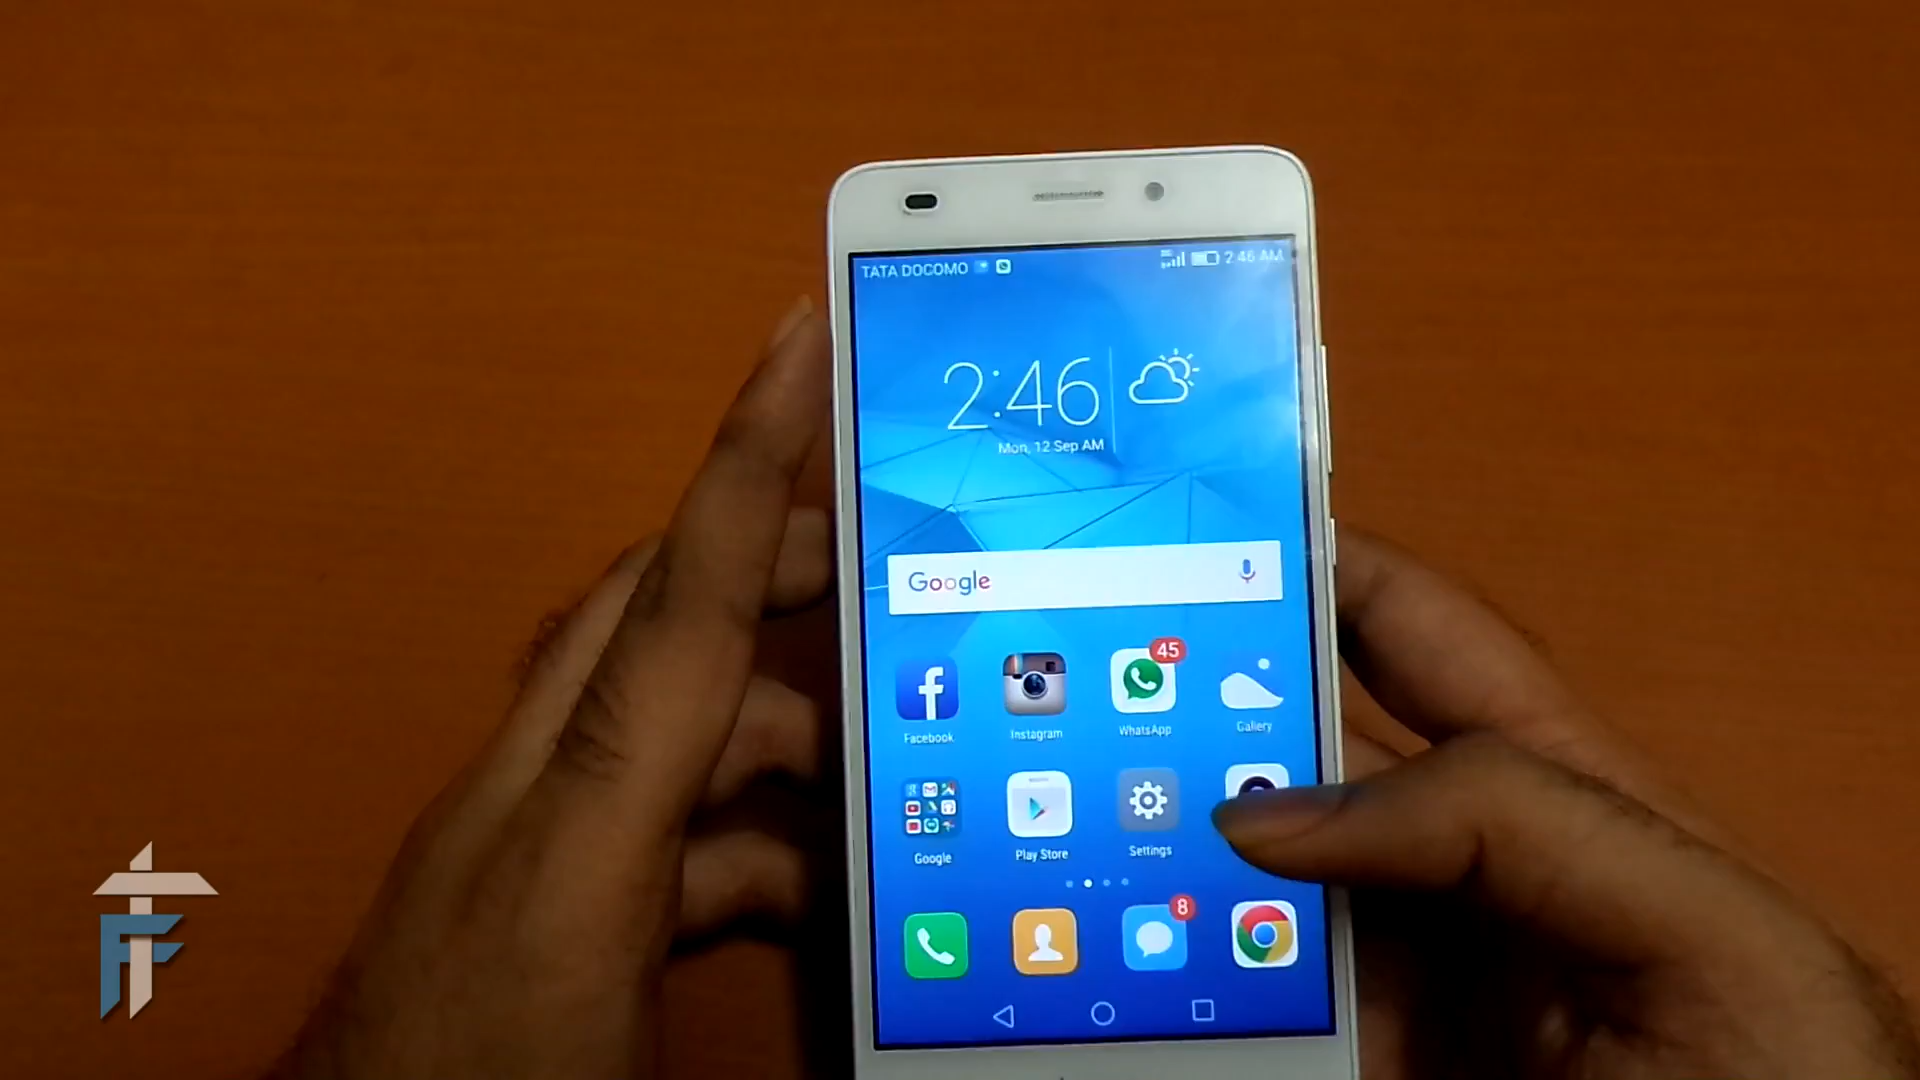 TATA DOCOMO 2:46 AM
2:46
Mon, 12 Sep AM
Google
45
Facebook Instagram WhatsApp Gallery
Google Play Store Settings
8